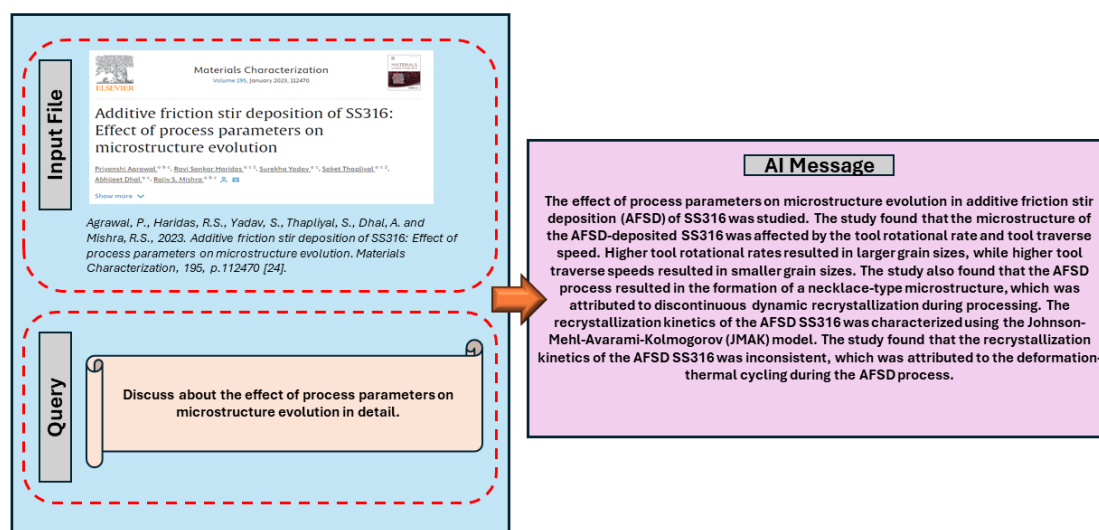 Input File
ELSEVIER
Materials Characterization
Volume 195, January 2023, 112470
Additive friction stir deposition of SS316:
Effect of process parameters on
microstructure evolution
Priyanshi Agrawal a b c, Ravi Sankar Haridas a c 1, Surekha Yadav a c, Saket Thapliyal a c 2,
Abhijeet Dhal a c, Rajiv S. Mishra a b c
Show more
Agrawal, P., Haridas, R.S., Yadav, S., Thapliyal, S., Dhal, A. and
Mishra, R.S., 2023. Additive friction stir deposition of SS316: Effect of
process parameters on microstructure evolution. Materials
Characterization, 195, p.112470 [24].
Query
Discuss about the effect of process parameters on
microstructure evolution in detail.
AI Message
The effect of process parameters on microstructure evolution in additive friction stir
deposition (AFSD) of SS316 was studied. The study found that the microstructure of
the AFSD-deposited SS316 was affected by the tool rotational rate and tool traverse
speed. Higher tool rotational rates resulted in larger grain sizes, while higher tool
traverse speeds resulted in smaller grain sizes. The study also found that the AFSD
process resulted in the formation of a necklace-type microstructure, which was
attributed to discontinuous dynamic recrystallization during processing. The
recrystallization kinetics of the AFSD SS316 was characterized using the Johnson-
Mehl-Avarami-Kolmogorov (JMAK) model. The study found that the recrystallization
kinetics of the AFSD SS316 was inconsistent, which was attributed to the deformation-
thermal cycling during the AFSD process.